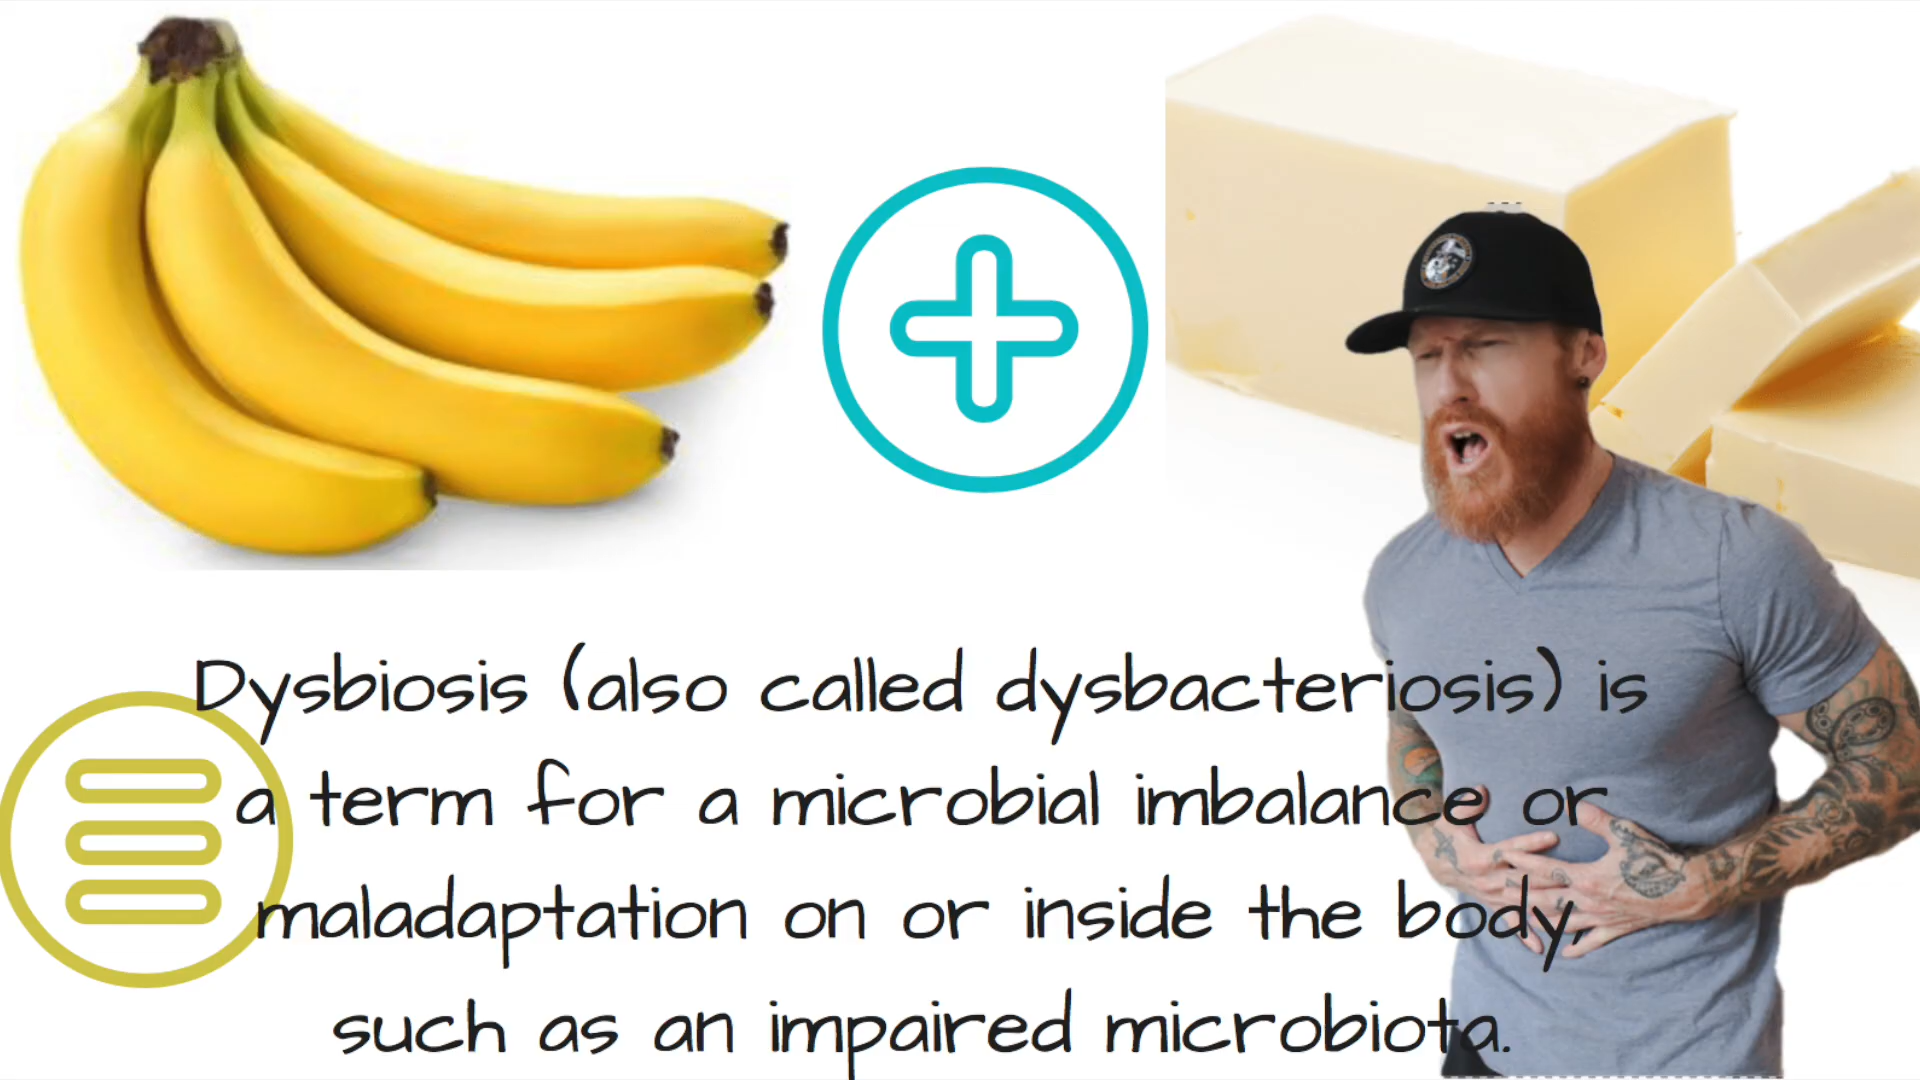 Dysbiosis (also called dysbacteriosis) is
a term for a microbial imbalance or
maladaptation on or inside the body,
such as an impaired microbiota.